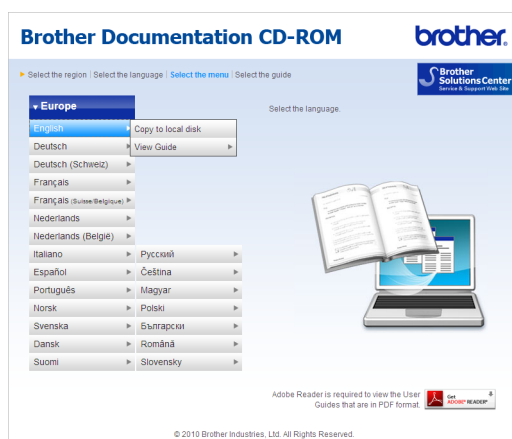 Brother Documentation CD-ROM
brother.
Select the region | Select the language | Select the menu | Select the guide
Brother
Solutions Center
Service & Support Web Site
Europe
Select the language.
English
Copy to local disk
Deutsch
View Guide
Deutsch (Schweiz)
Français
Français (Suisse/Belgique)
Nederlands
Nederlands (België)
Italiano
Русский
Español
Čeština
Português
Magyar
Norsk
Polski
Svenska
Български
Dansk
Română
Suomi
Slovensky
Adobe Reader is required to view the User
Guides that are in PDF format.
Get
ADOBE® READER®
© 2010 Brother Industries, Ltd. All Rights Reserved.